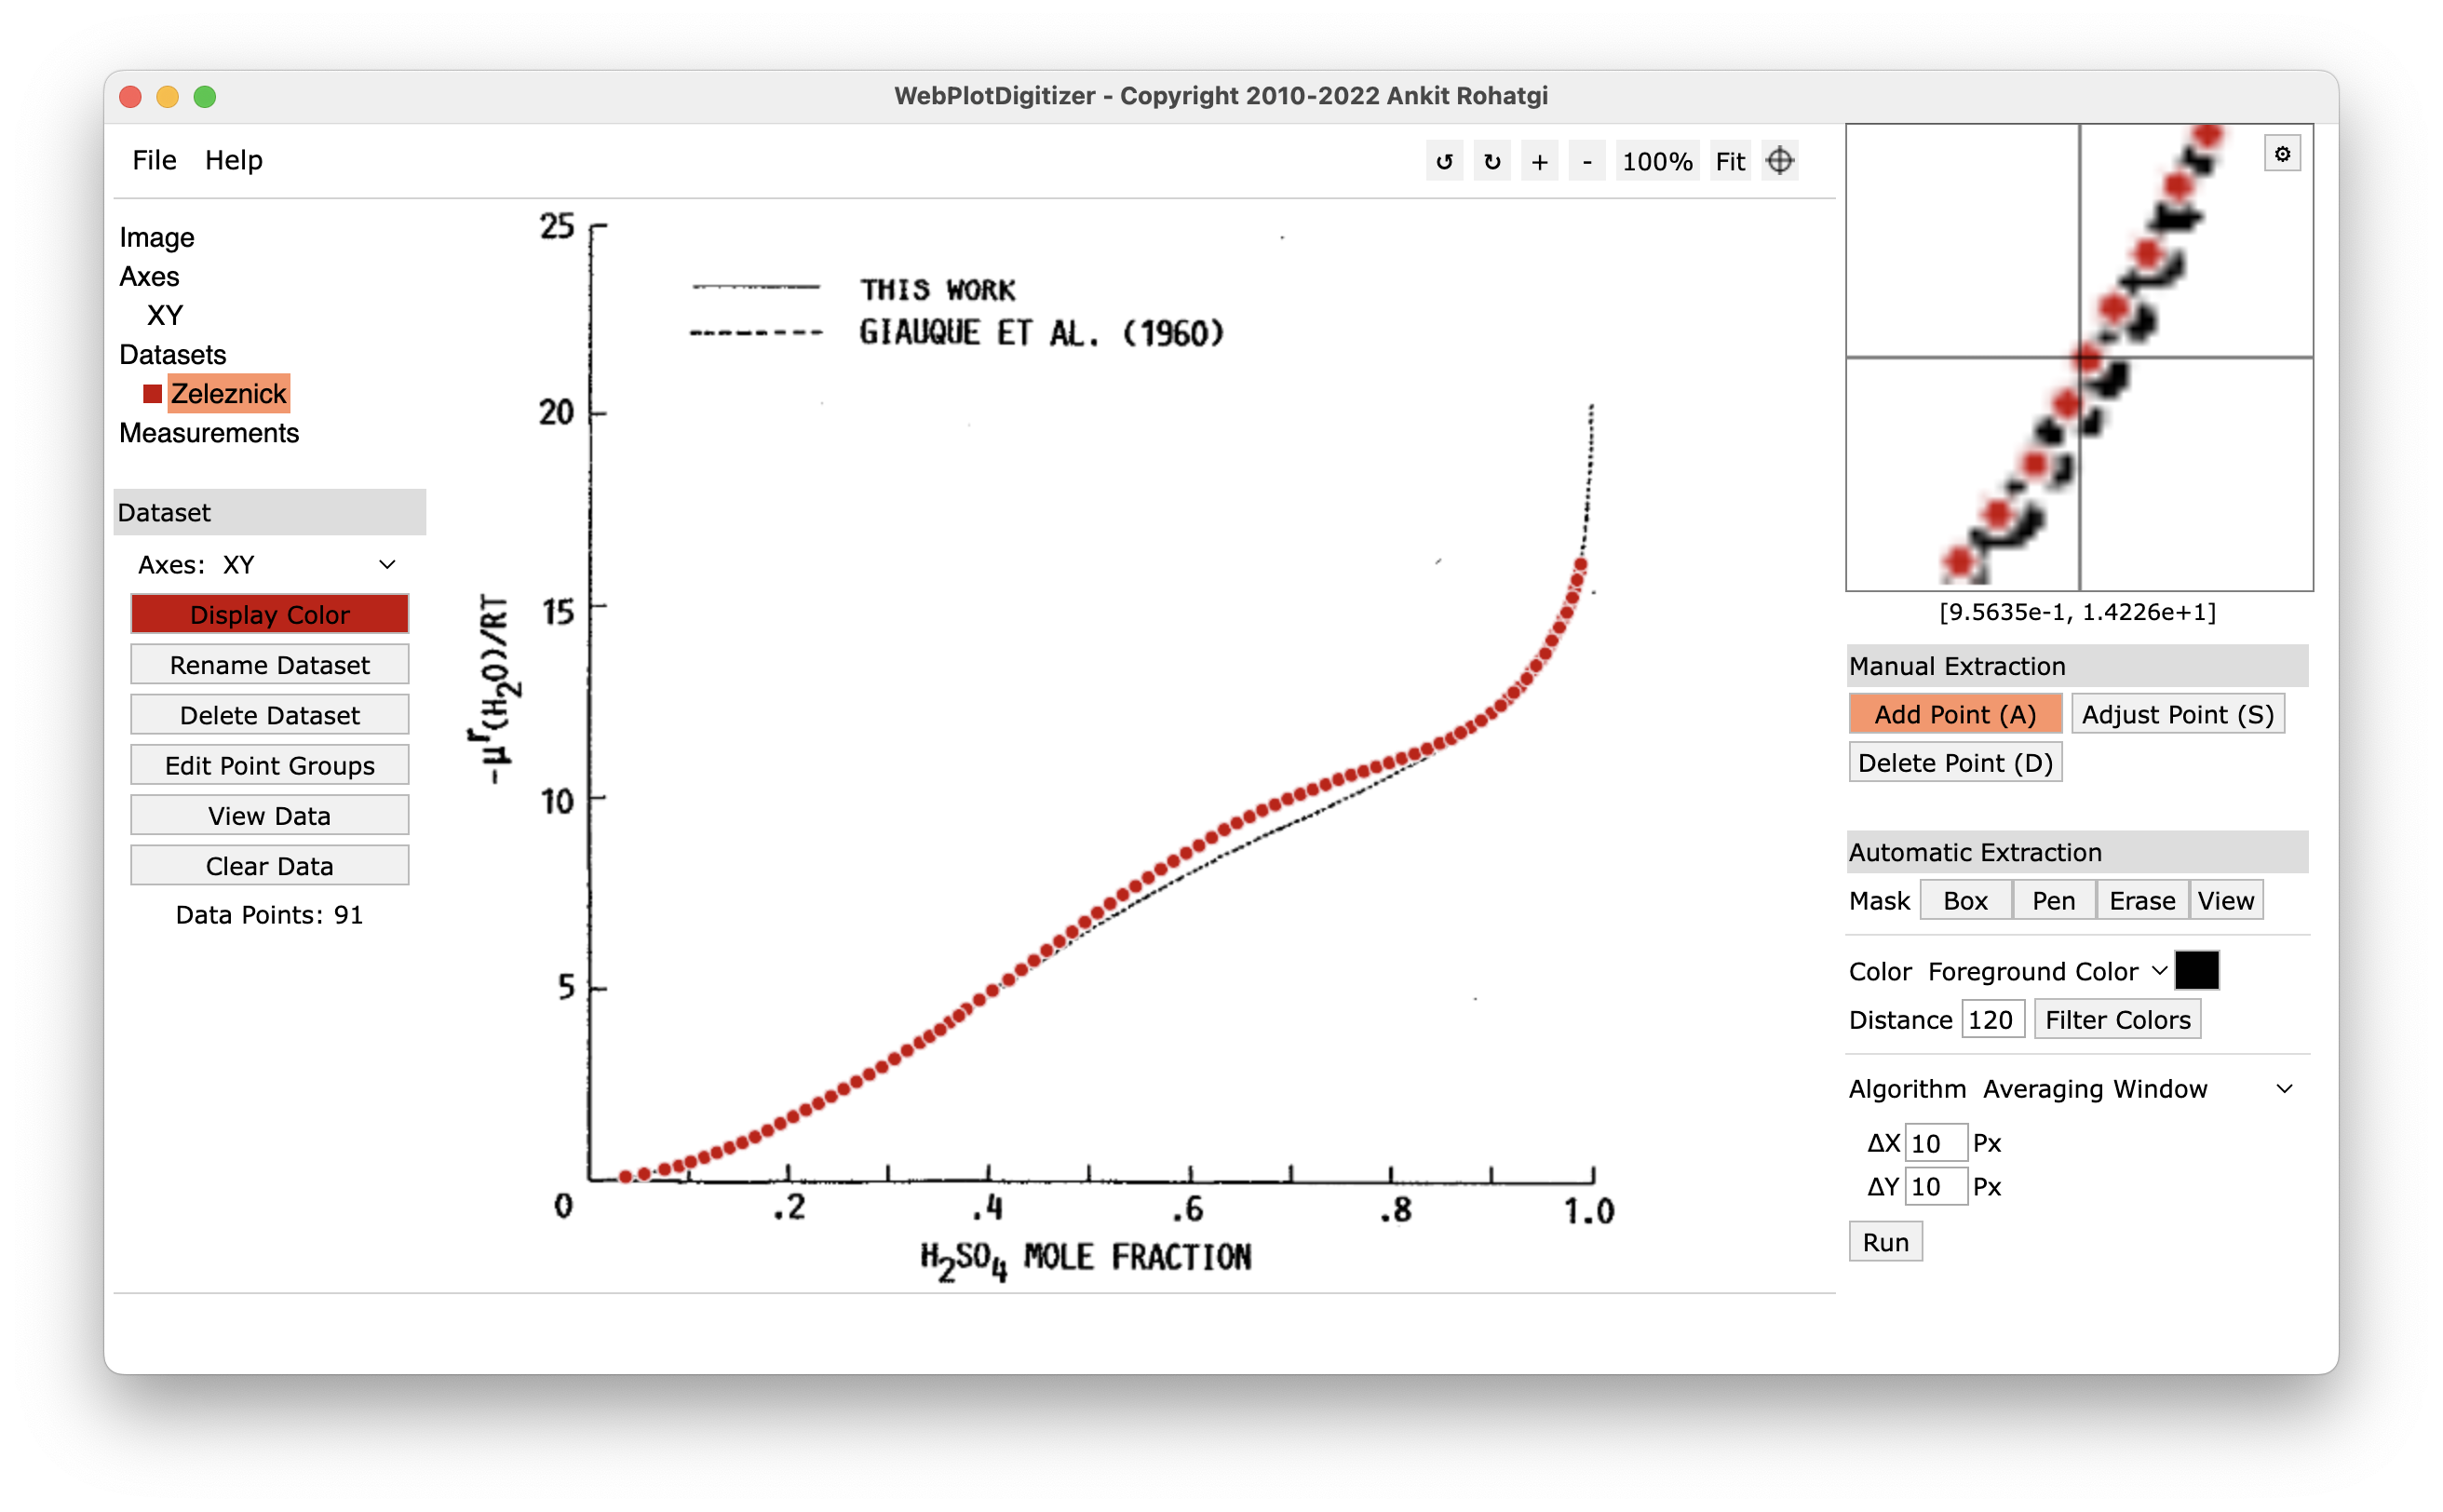 WebPlotDigitizer - Copyright 2010-2022 Ankit Rohatgi
File Help
↺ ↻ + - 100% Fit
Image
Axes
XY
Datasets
Zeleznick
Measurements
Dataset
Axes: XY
Display Color
Rename Dataset
Delete Dataset
Edit Point Groups
View Data
Clear Data
Data Points: 91
25
20
15
10
5
0
.2
.4
.6
.8
1.0
THIS WORK
GIAUQUE ET AL. (1960)
-μʳ(H₂O)/RT
H₂SO₄ MOLE FRACTION
[9.5635e-1, 1.4226e+1]
Manual Extraction
Add Point (A) Adjust Point (S)
Delete Point (D)
Automatic Extraction
Mask Box Pen Erase View
Color Foreground Color
Distance 120 Filter Colors
Algorithm Averaging Window
ΔX 10 Px
ΔY 10 Px
Run